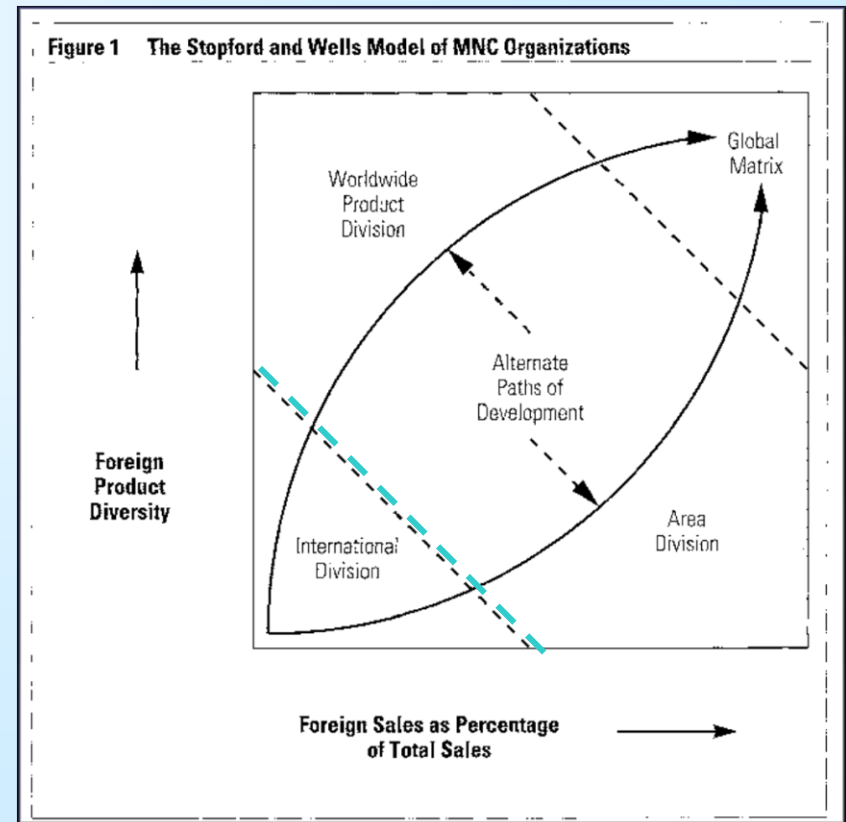 Figure 1 The Stopford and Wells Model of MNC Organizations
Global
Matrix
Worldwide
Product
Division
Alternate
Paths of
Development
Foreign
Product
Diversity
International
Division
Area
Division
Foreign Sales as Percentage
of Total Sales